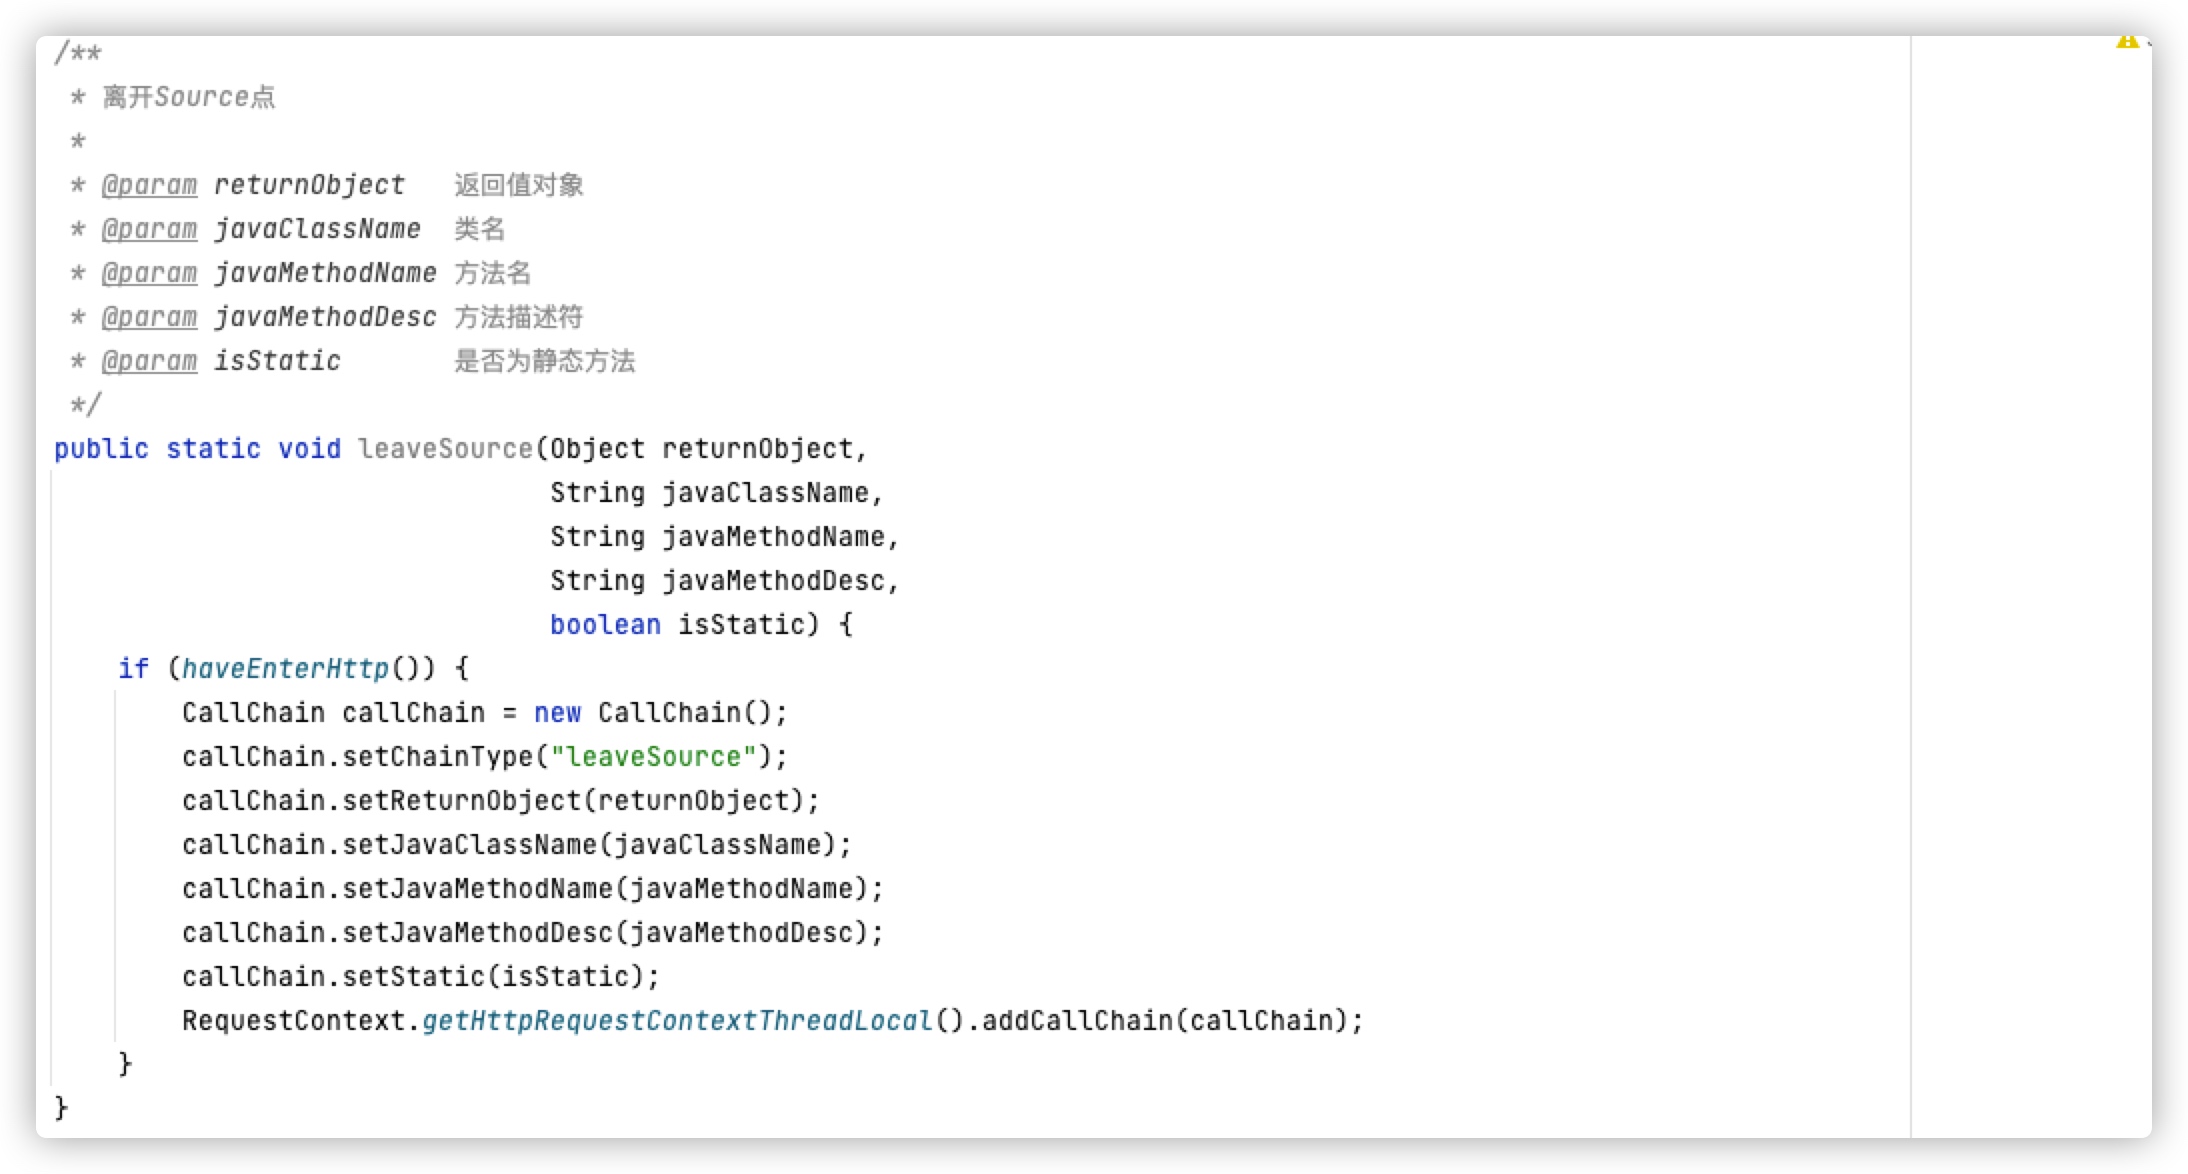 /**
 * 离开Source点
 *
 * @param returnObject   返回值对象
 * @param javaClassName  类名
 * @param javaMethodName 方法名
 * @param javaMethodDesc 方法描述符
 * @param isStatic       是否为静态方法
 */
public static void leaveSource(Object returnObject,
                               String javaClassName,
                               String javaMethodName,
                               String javaMethodDesc,
                               boolean isStatic) {
    if (haveEnterHttp()) {
        CallChain callChain = new CallChain();
        callChain.setChainType("leaveSource");
        callChain.setReturnObject(returnObject);
        callChain.setJavaClassName(javaClassName);
        callChain.setJavaMethodName(javaMethodName);
        callChain.setJavaMethodDesc(javaMethodDesc);
        callChain.setStatic(isStatic);
        RequestContext.getHttpRequestContextThreadLocal().addCallChain(callChain);
    }
}